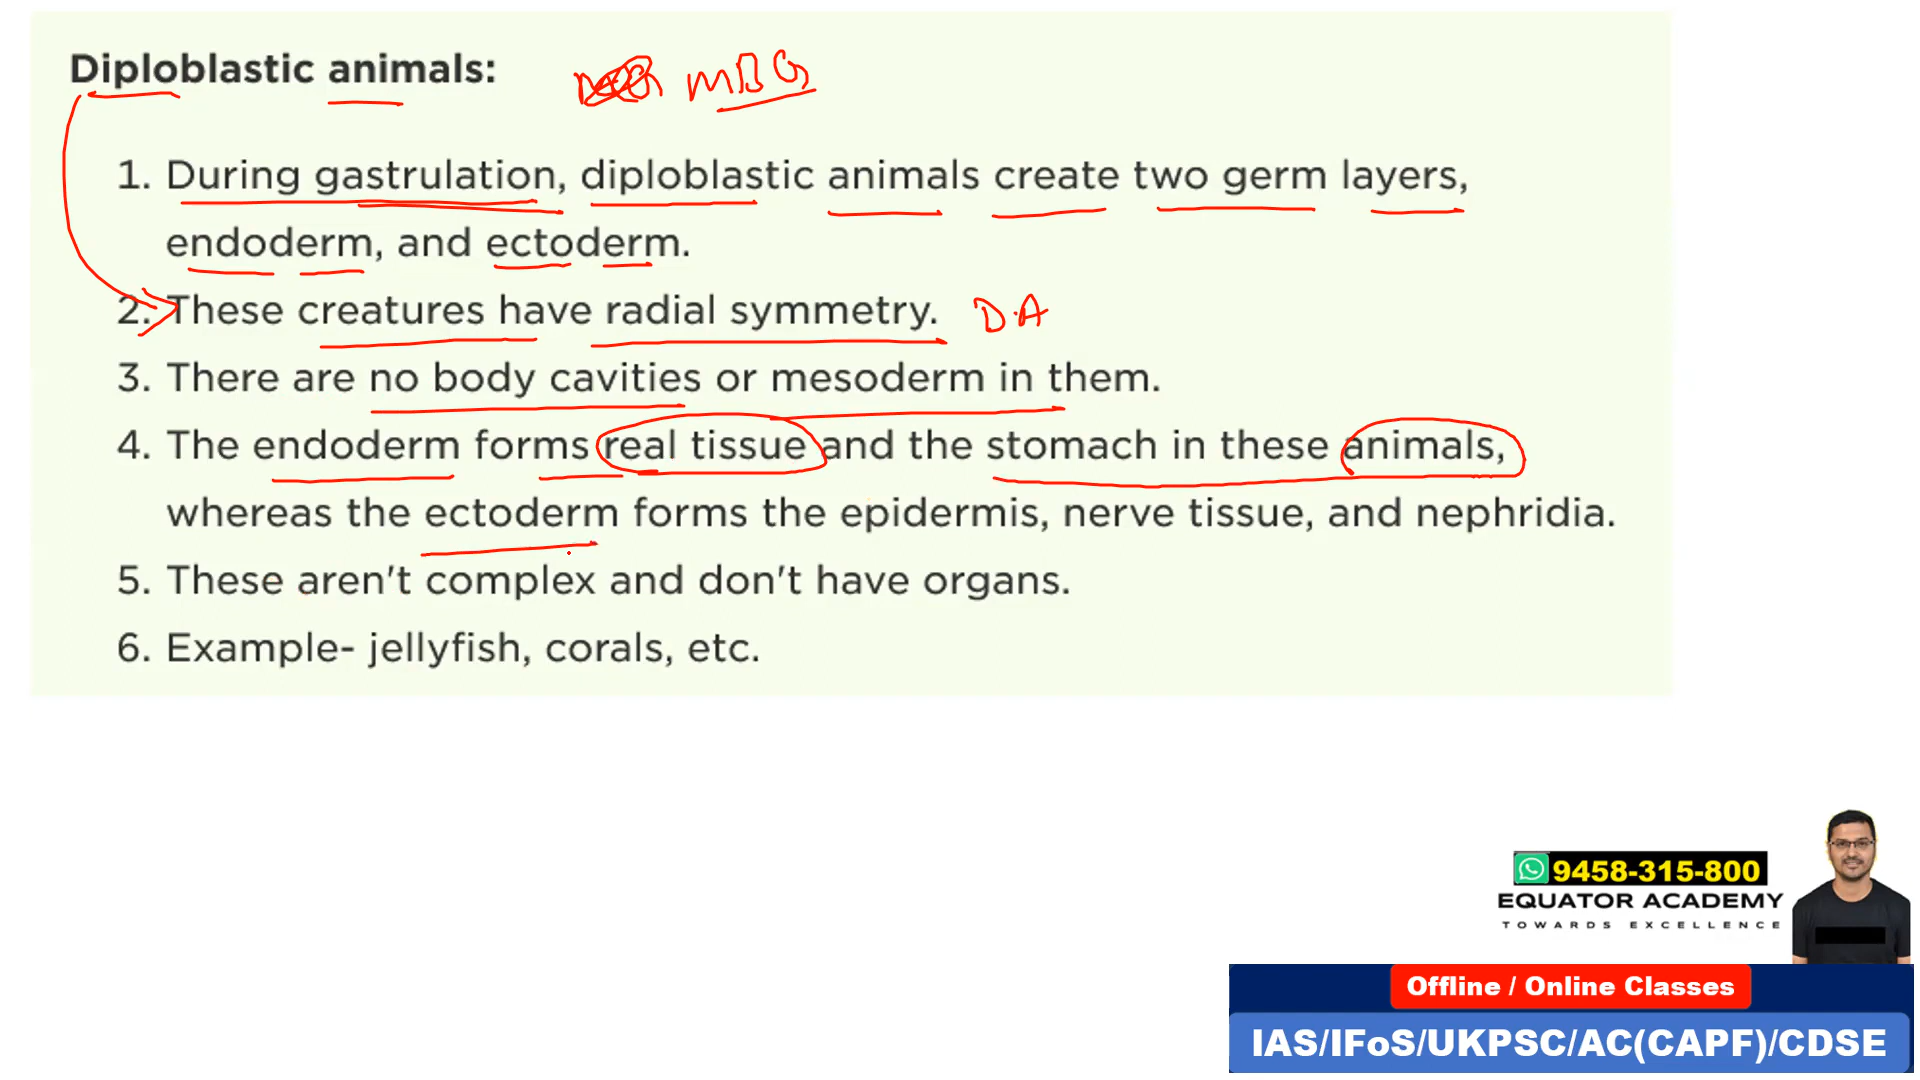 Diploblastic animals:
MBG
1. During gastrulation, diploblastic animals create two germ layers,
endoderm, and ectoderm.
2. These creatures have radial symmetry. D.A
3. There are no body cavities or mesoderm in them.
4. The endoderm forms real tissue and the stomach in these animals,
whereas the ectoderm forms the epidermis, nerve tissue, and nephridia.
5. These aren't complex and don't have organs.
6. Example- jellyfish, corals, etc.
9458-315-800
EQUATOR ACADEMY
TOWARDS EXCELLENCE
Offline / Online Classes
IAS/IFoS/UKPSC/AC(CAPF)/CDSE